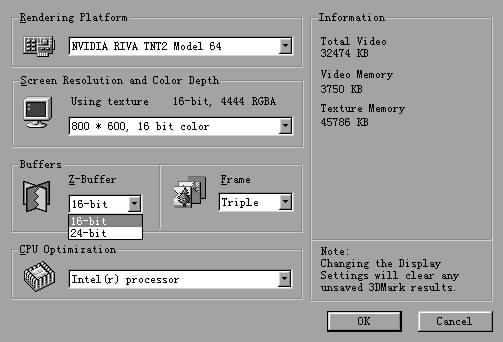 Rendering Platform
NVIDIA RIVA TNT2 Model 64
Screen Resolution and Color Depth
Using texture 16-bit, 4444 RGBA
800 * 600, 16 bit color
Buffers
Z-Buffer
16-bit
16-bit
24-bit
Frame
Triple
CPU Optimization
Intel(r) processor
Information
Total Video
32474 KB
Video Memory
3750 KB
Texture Memory
45786 KB
Note:
Changing the Display
Settings will clear any
unsaved 3DMark results.
OK
Cancel